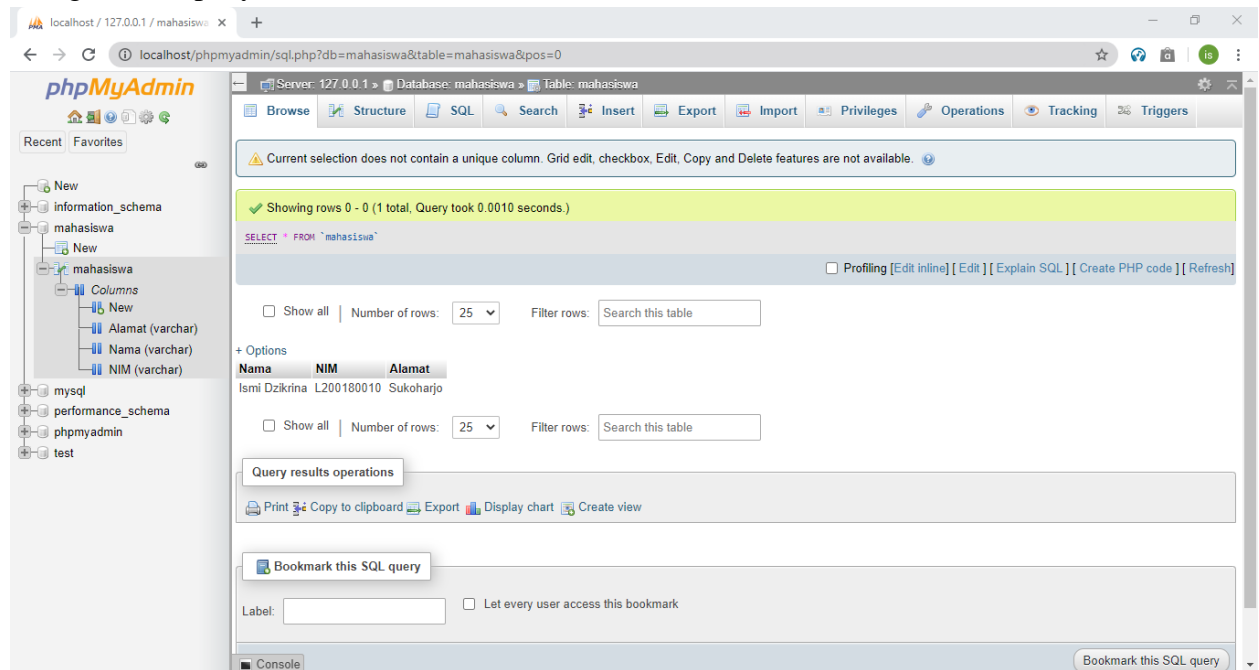 localhost / 127.0.0.1 / mahasiswa
localhost/phpmyadmin/sql.php?db=mahasiswa&table=mahasiswa&pos=0
is
phpMyAdmin
Recent Favorites
New
information_schema
mahasiswa
New
mahasiswa
Columns
New
Alamat (varchar)
Nama (varchar)
NIM (varchar)
mysql
performance_schema
phpmyadmin
test
Server: 127.0.0.1 » Database: mahasiswa » Table: mahasiswa
Browse Structure SQL Search Insert Export Import Privileges Operations Tracking Triggers
Current selection does not contain a unique column. Grid edit, checkbox, Edit, Copy and Delete features are not available.
Showing rows 0 - 0 (1 total, Query took 0.0010 seconds.)
SELECT * FROM `mahasiswa`
Profiling [Edit inline] [ Edit ] [ Explain SQL ] [ Create PHP code ] [ Refresh]
Show all | Number of rows: 25 Filter rows: Search this table
+ Options
Nama NIM Alamat
Ismi Dzikrina L200180010 Sukoharjo
Show all | Number of rows: 25 Filter rows: Search this table
Query results operations
Print Copy to clipboard Export Display chart Create view
Bookmark this SQL query
Label: Let every user access this bookmark
Console
Bookmark this SQL query